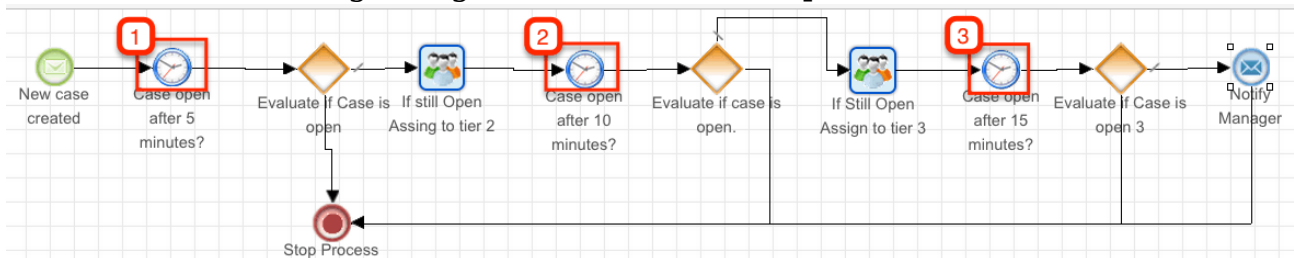 1
2
3
New case
created
Case open
after 5
minutes?
Evaluate if Case is
open
If still Open
Assing to tier 2
Case open
after 10
minutes?
Evaluate if case is
open.
If Still Open
Assign to tier 3
Case open
after 15
minutes?
Evaluate if Case is
open 3
Notify
Manager
Stop Process